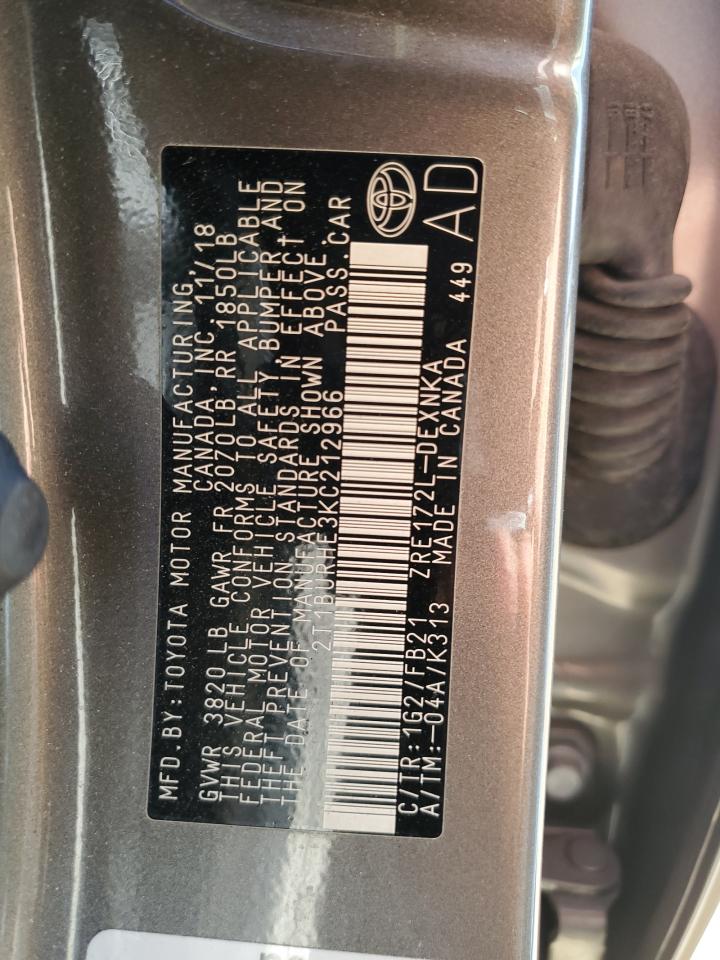 MFD.BY:TOYOTA MOTOR MANUFACTURING,
CANADA, INC. 11/18
GVWR 3820 LB GAWR FR 2070LB, RR 1850LB
THIS VEHICLE CONFORMS TO ALL APPLICABLE
FEDERAL MOTOR VEHICLE SAFETY BUMPER AND
THEFT PREVENTION STANDARDS IN EFFECT ON
THE DATE OF MANUFACTURE SHOWN ABOVE
2T1BURHE3KC212966 PASS.CAR
C/TR:1G2/FB21 ZRE172L-DEXNKA
A/TM:-04A/K313 MADE IN CANADA 449
AD